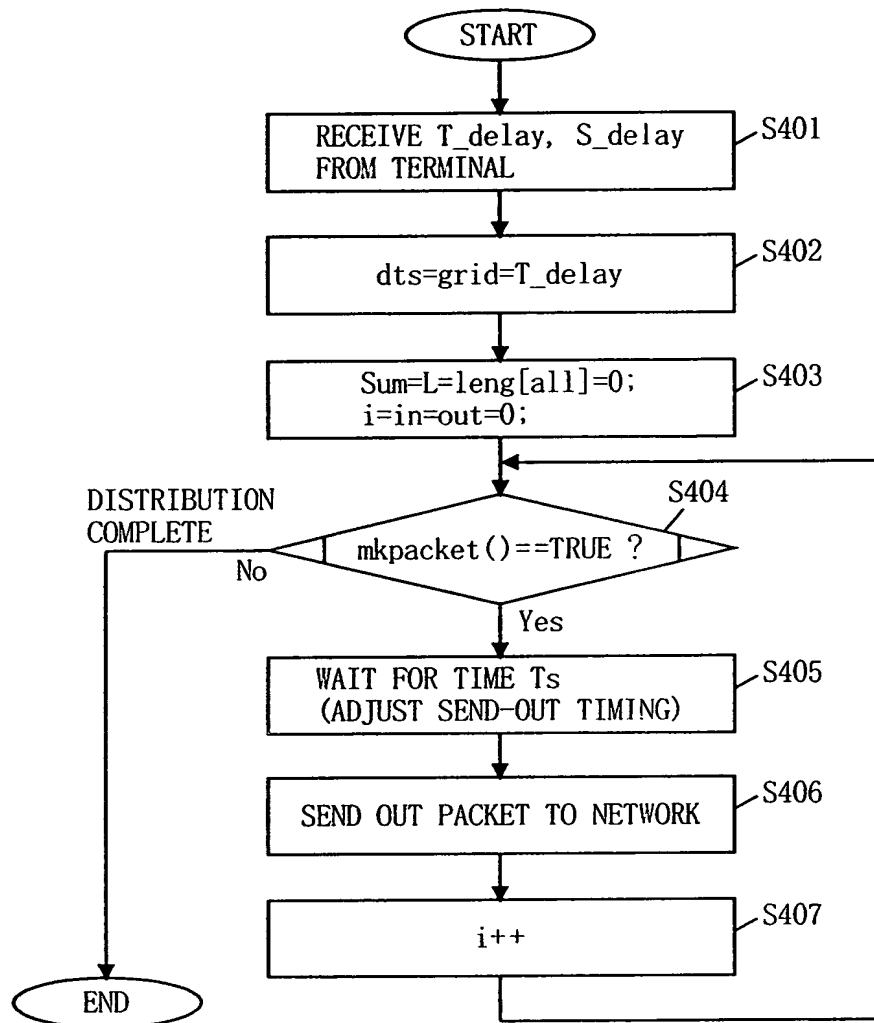 START
RECEIVE T_delay, S_delay
FROM TERMINAL
S401
dts=grid=T_delay
S402
Sum=L=leng[all]=0;
i=in=out=0;
S403
DISTRIBUTION
COMPLETE
S404
mkpacket()==TRUE ?
No
Yes
WAIT FOR TIME Ts
(ADJUST SEND-OUT TIMING)
S405
SEND OUT PACKET TO NETWORK
S406
i++
S407
END